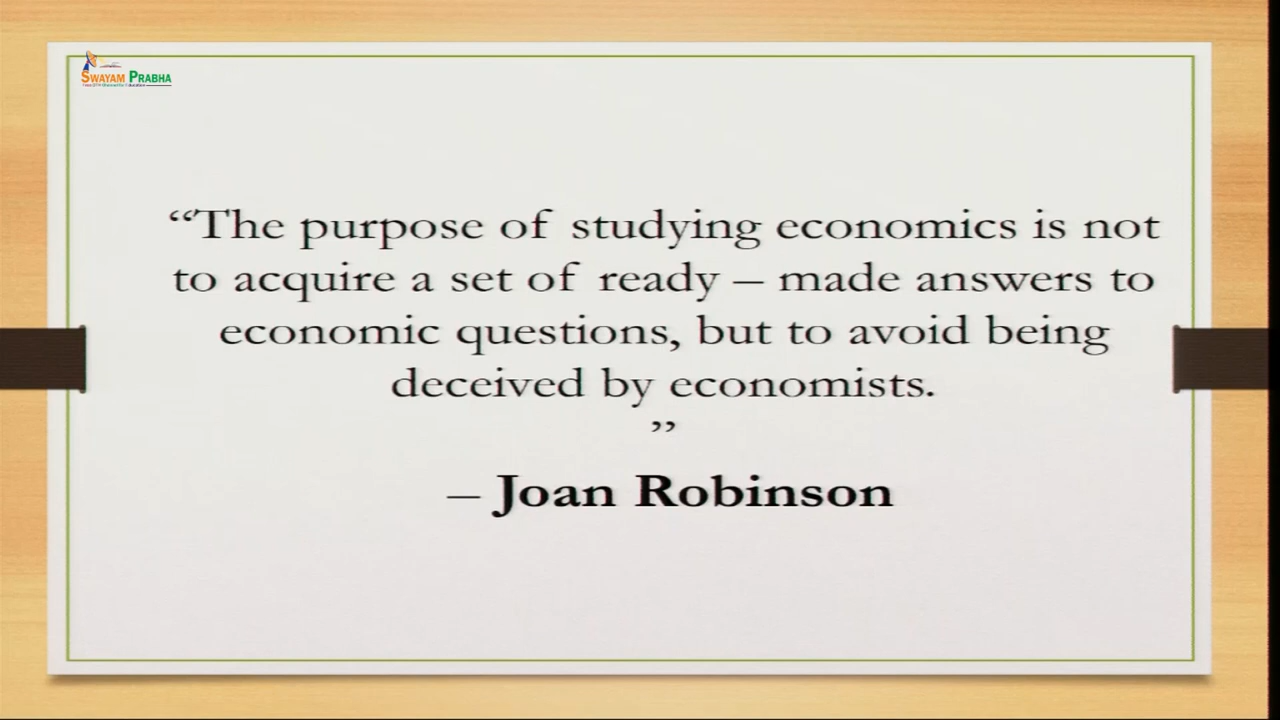 SWAYAM PRABHA
“The purpose of studying economics is not
to acquire a set of ready – made answers to
economic questions, but to avoid being
deceived by economists.
”
– Joan Robinson